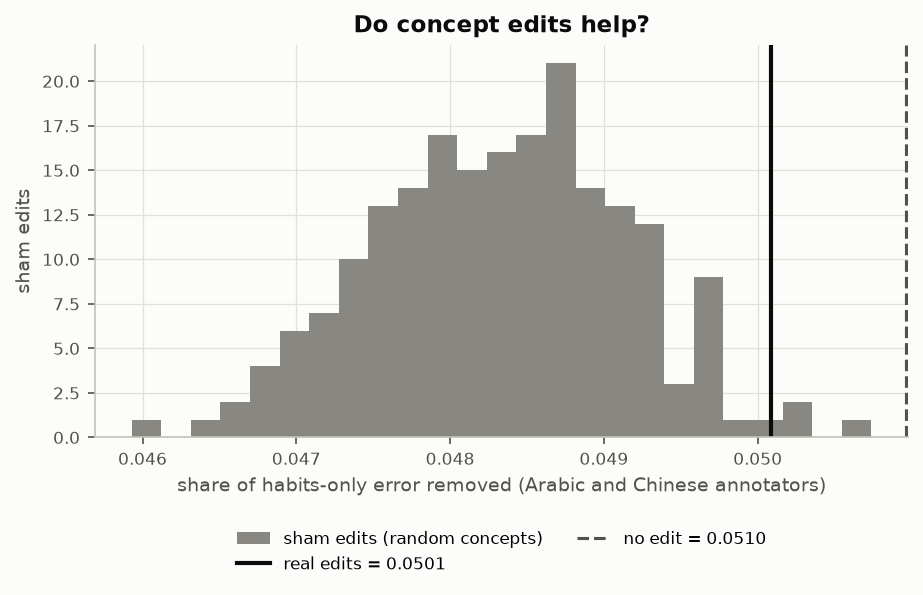 Do concept edits help?
20.0
17.5
15.0
12.5
10.0
7.5
5.0
2.5
0.0
sham edits
0.046 0.047 0.048 0.049 0.050
share of habits-only error removed (Arabic and Chinese annotators)
sham edits (random concepts) no edit = 0.0510
real edits = 0.0501